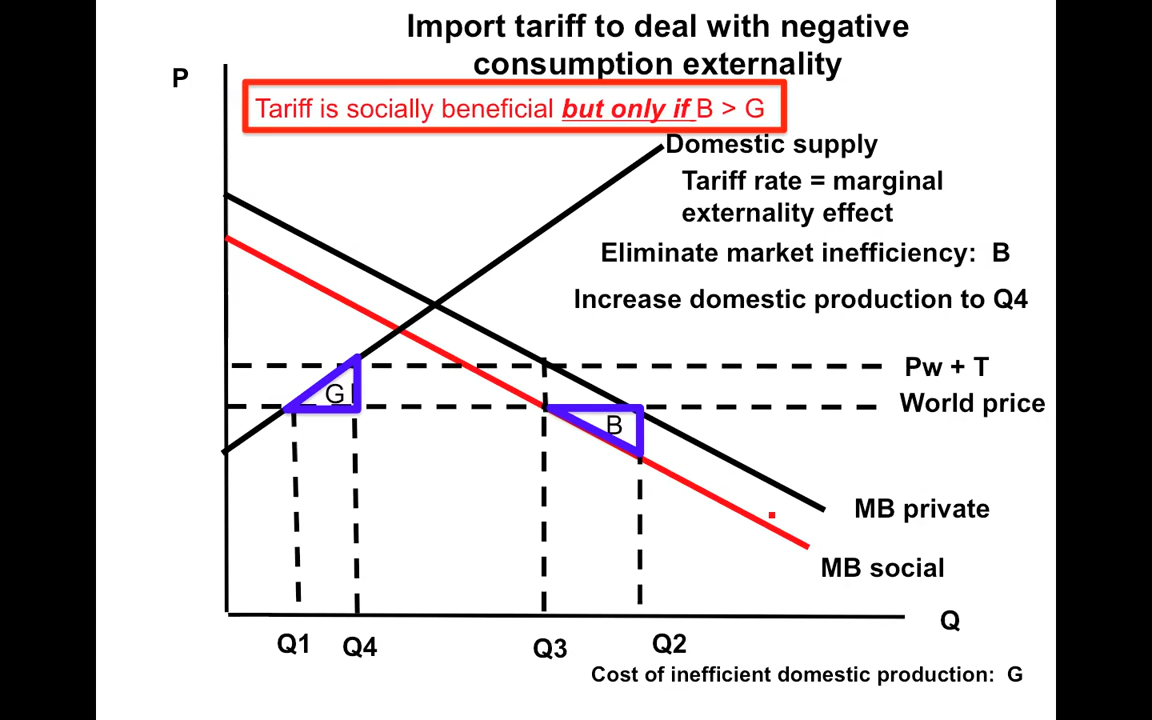 Import tariff to deal with negative
consumption externality
P
Tariff is socially beneficial but only if B > G
Domestic supply
Tariff rate = marginal
externality effect
Eliminate market inefficiency: B
Increase domestic production to Q4
Pw + T
G
World price
B
MB private
MB social
Q
Q1
Q4
Q3
Q2
Cost of inefficient domestic production: G